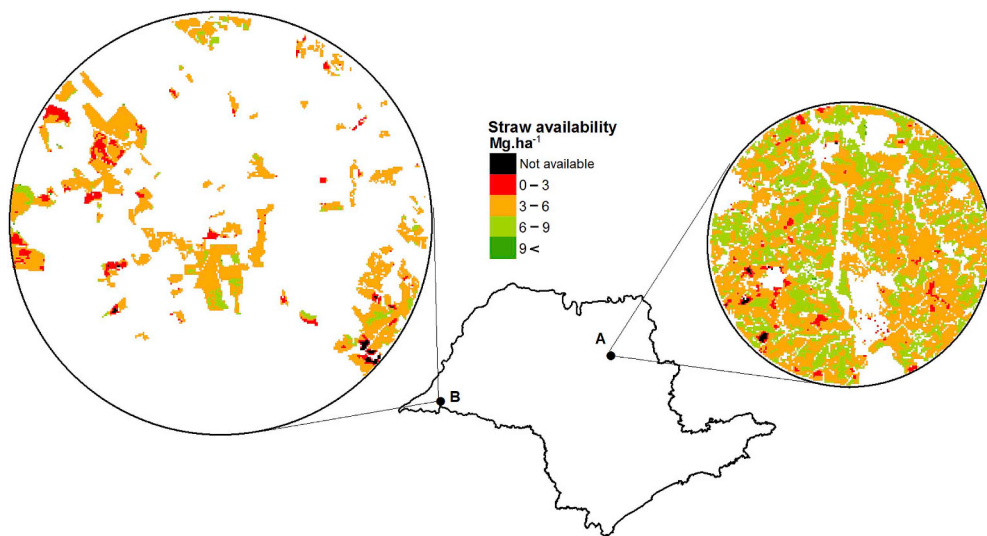 Straw availability
Mg.ha⁻¹
Not available
0 – 3
3 – 6
6 – 9
9 <
A
B